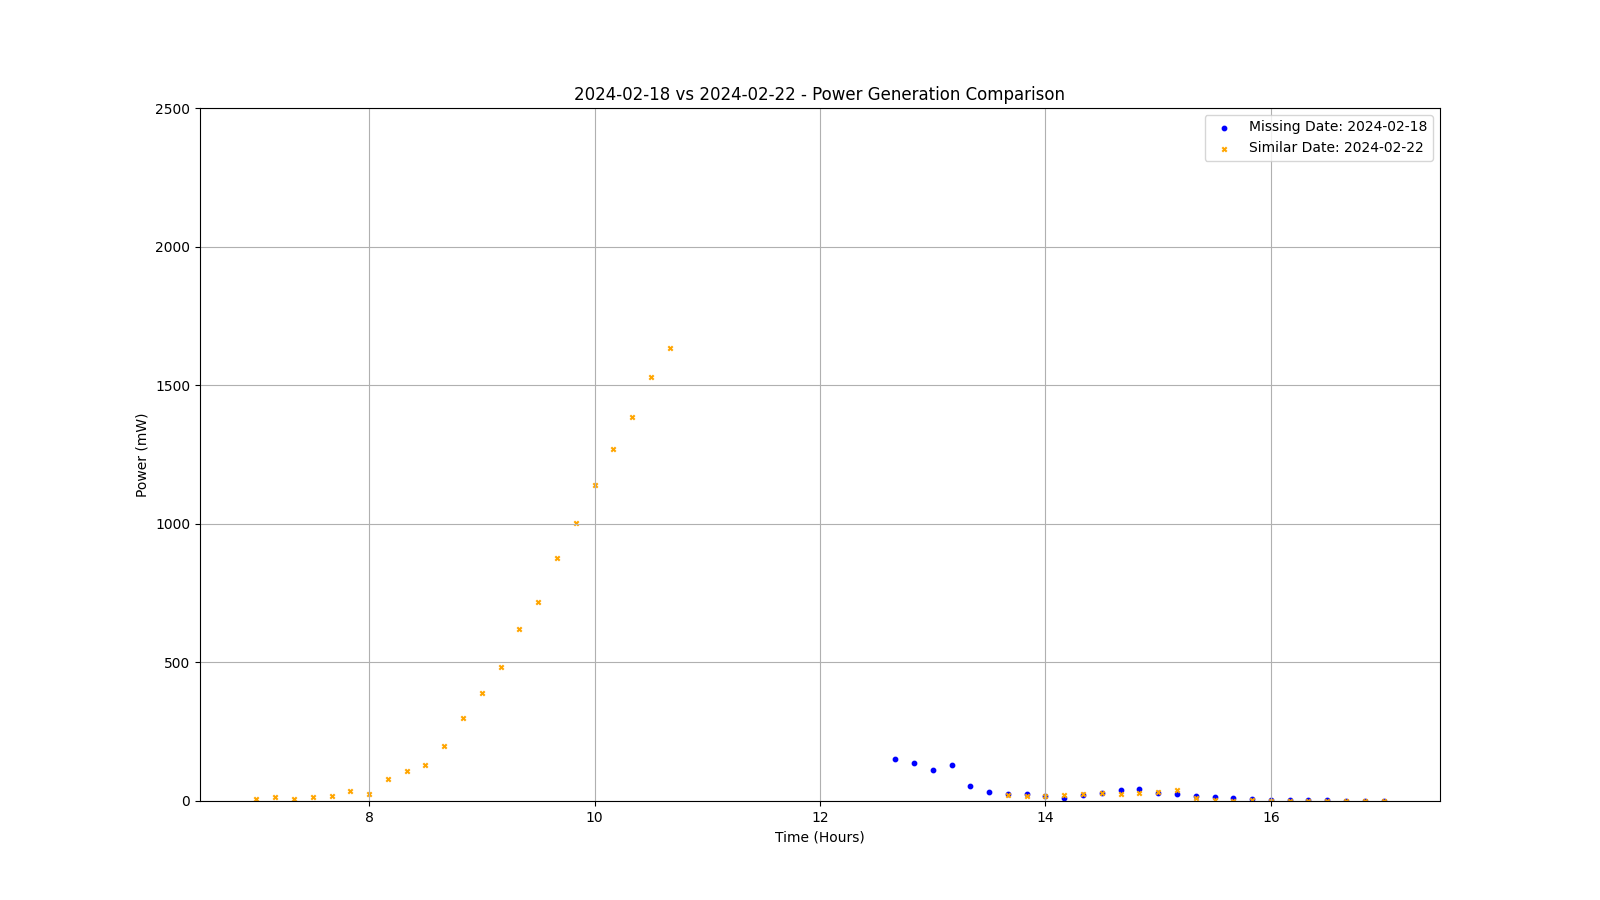 2024-02-18 vs 2024-02-22 - Power Generation Comparison
2500
2000
1500
1000
500
0
Power (mW)
Missing Date: 2024-02-18
Similar Date: 2024-02-22
8
10
12
14
16
Time (Hours)